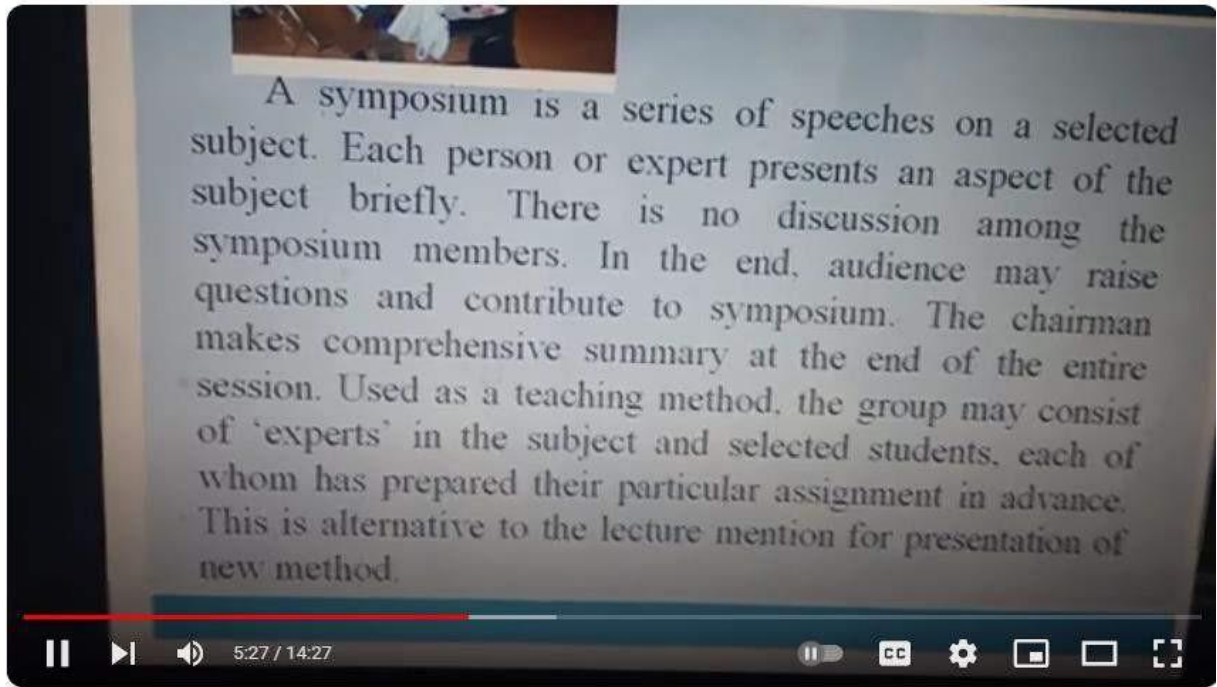 A symposium is a series of speeches on a selected
subject. Each person or expert presents an aspect of the
subject briefly. There is no discussion among the
symposium members. In the end, audience may raise
questions and contribute to symposium. The chairman
makes comprehensive summary at the end of the entire
session. Used as a teaching method, the group may consist
of ‘experts’ in the subject and selected students, each of
whom has prepared their particular assignment in advance.
This is alternative to the lecture mention for presentation of
new method.
5:27 / 14:27
CC